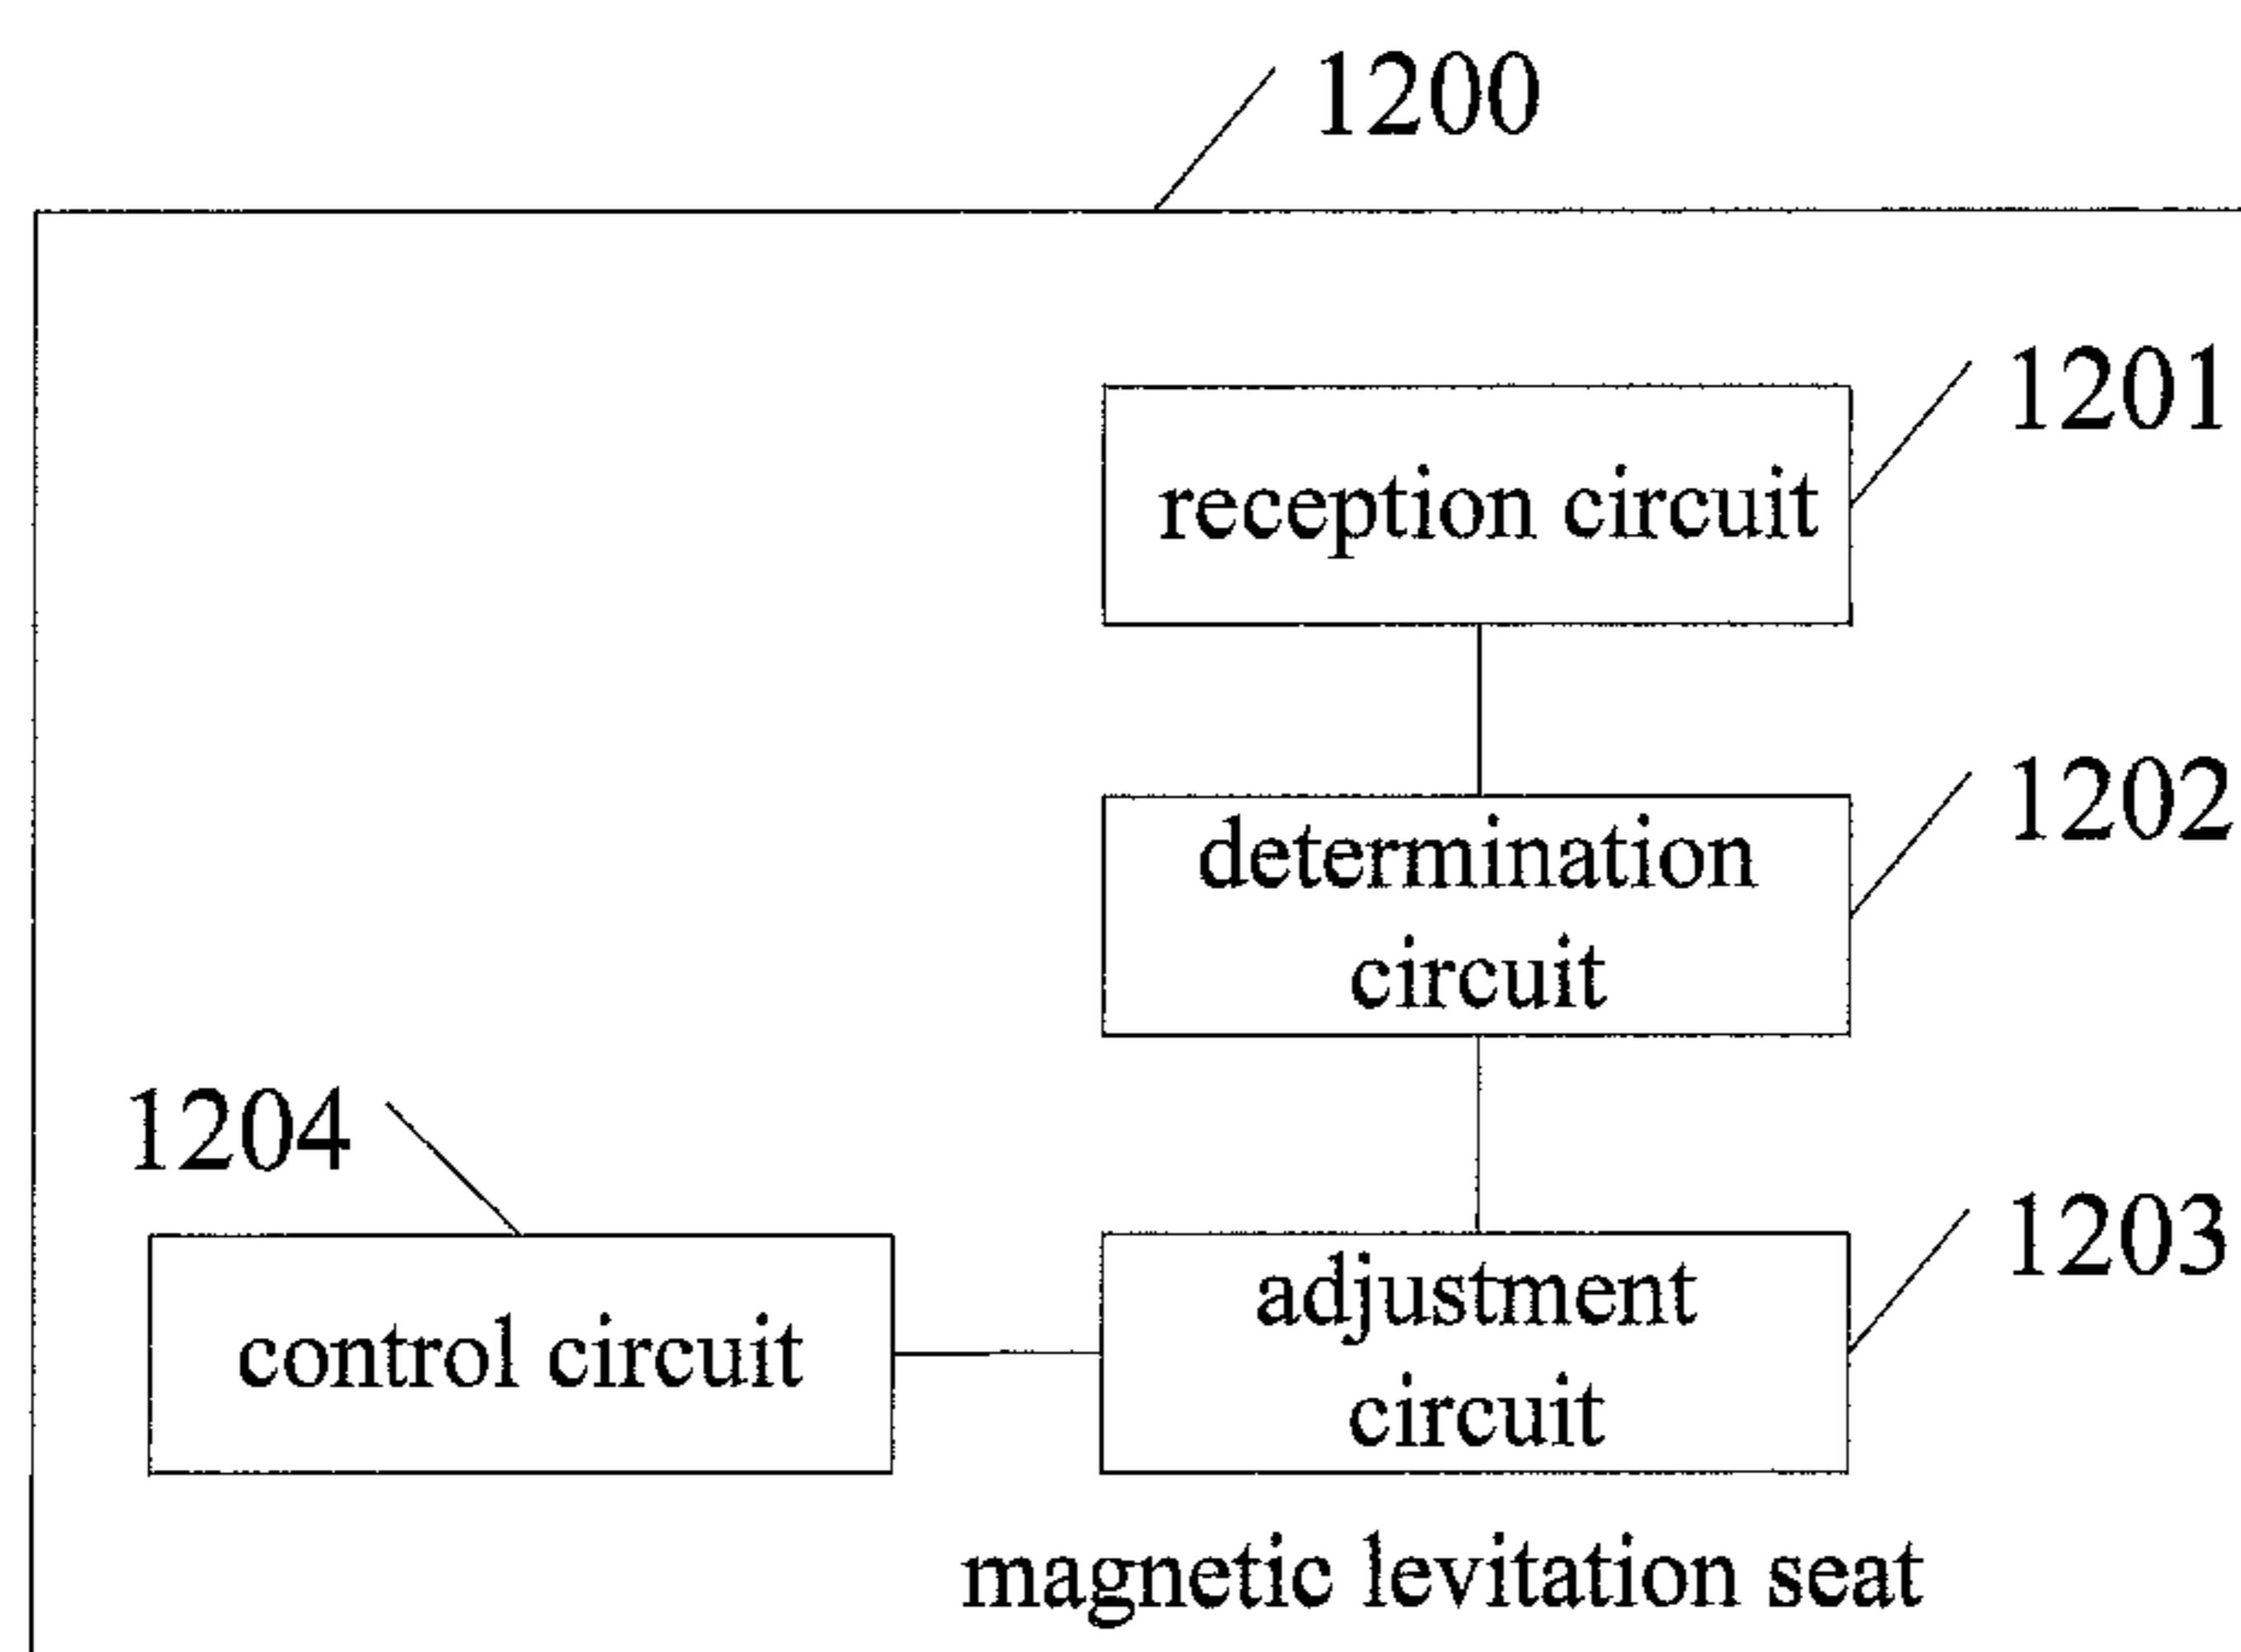 1200
1201
reception circuit
1202
determination
circuit
1204
1203
control circuit
adjustment
circuit
magnetic levitation seat